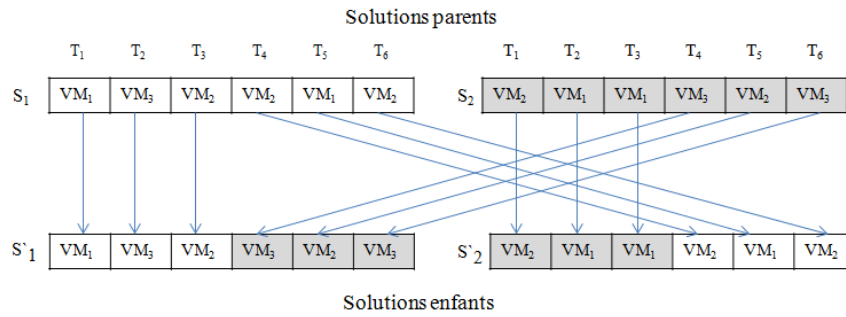 Solutions parents
T₁ T₂ T₃ T₄ T₅ T₆ T₁ T₂ T₃ T₄ T₅ T₆
S₁ VM₁ VM₃ VM₂ VM₂ VM₁ VM₂ S₂ VM₂ VM₁ VM₁ VM₃ VM₂ VM₃
S`₁ VM₁ VM₃ VM₂ VM₃ VM₂ VM₃ S`₂ VM₂ VM₁ VM₁ VM₂ VM₁ VM₂
Solutions enfants